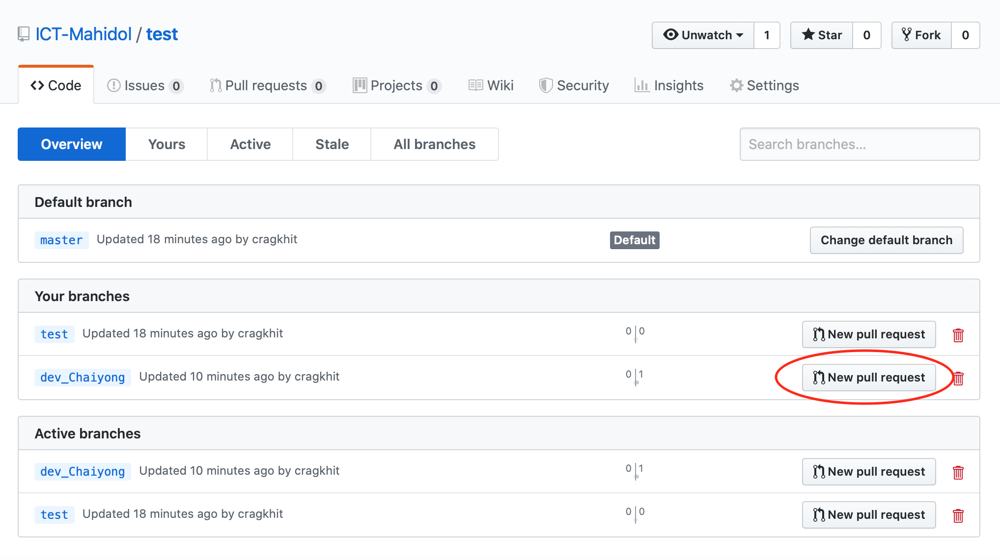 ICT-Mahidol / test
Unwatch 1 Star 0 Fork 0
Code Issues 0 Pull requests 0 Projects 0 Wiki Security Insights Settings
Overview Yours Active Stale All branches Search branches...
Default branch
master Updated 18 minutes ago by cragkhit Default Change default branch
Your branches
test Updated 18 minutes ago by cragkhit 0 0 New pull request
dev_Chaiyong Updated 10 minutes ago by cragkhit 0 1 New pull request
Active branches
dev_Chaiyong Updated 10 minutes ago by cragkhit 0 1 New pull request
test Updated 18 minutes ago by cragkhit 0 0 New pull request